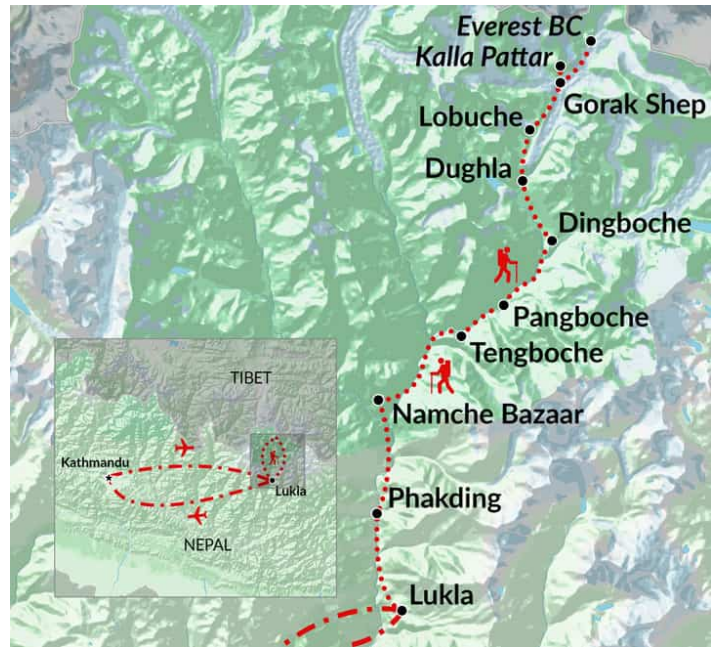 Everest BC
Kalla Pattar
Gorak Shep
Lobuche
Dughla
Dingboche
Pangboche
Tengboche
Namche Bazaar
Phakding
Lukla
TIBET
Kathmandu
Lukla
NEPAL